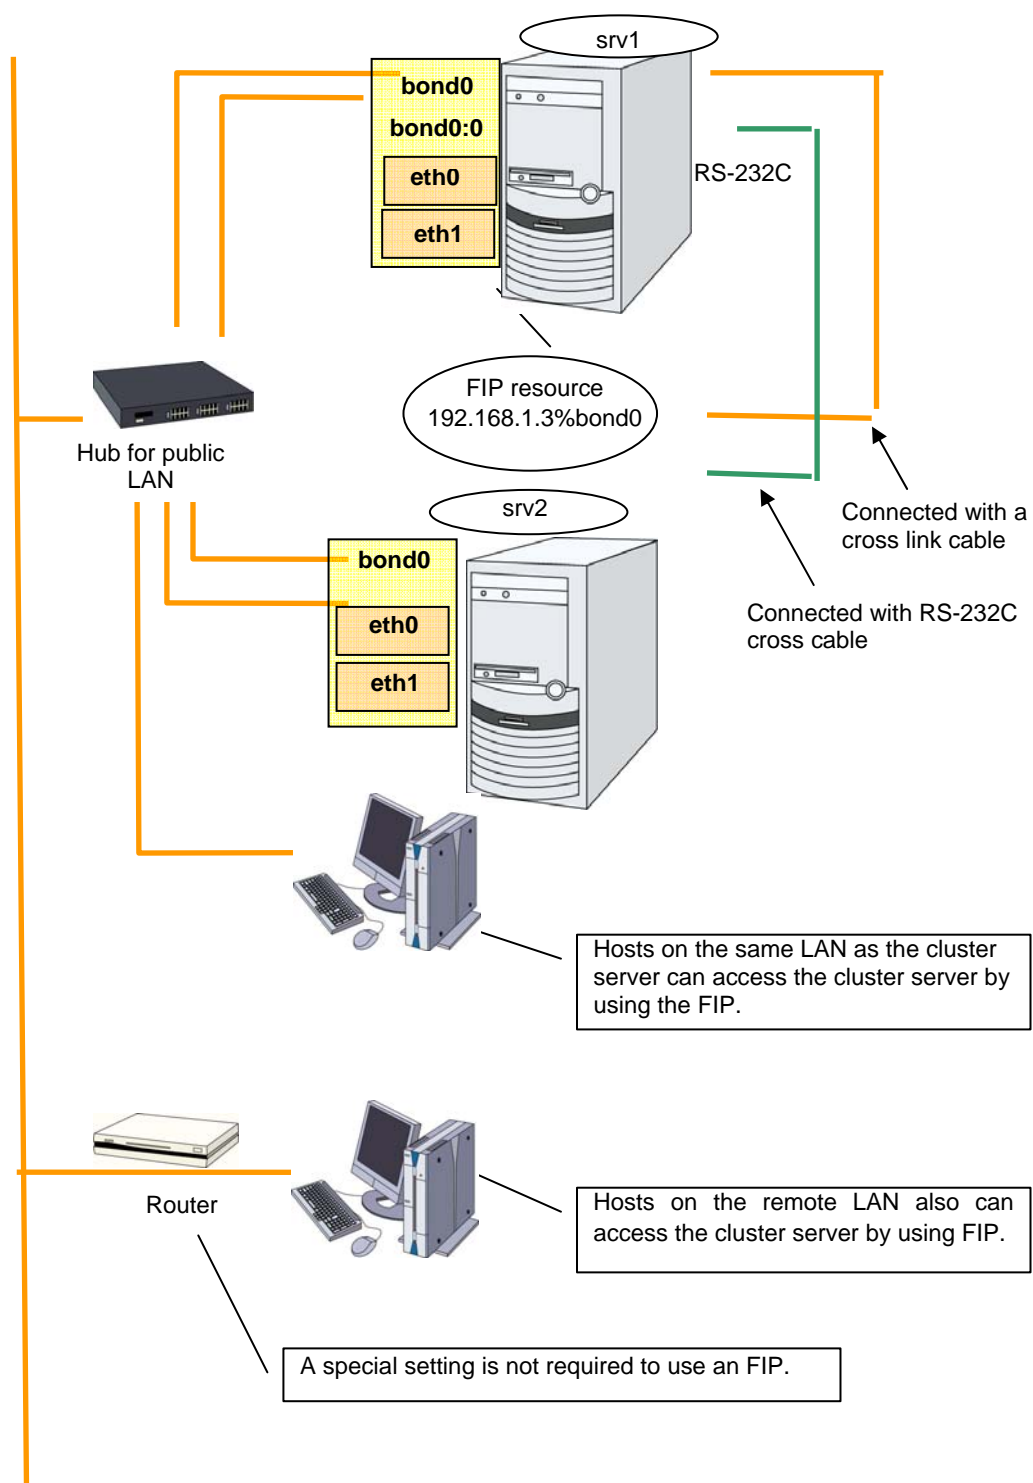 srv1
bond0
bond0:0
eth0
eth1
RS-232C
FIP resource
192.168.1.3%bond0
Hub for public
LAN
srv2
Connected with a
cross link cable
bond0
eth0
eth1
Connected with RS-232C
cross cable
Hosts on the same LAN as the cluster
server can access the cluster server by
using the FIP.
Router
Hosts on the remote LAN also can
access the cluster server by using FIP.
A special setting is not required to use an FIP.